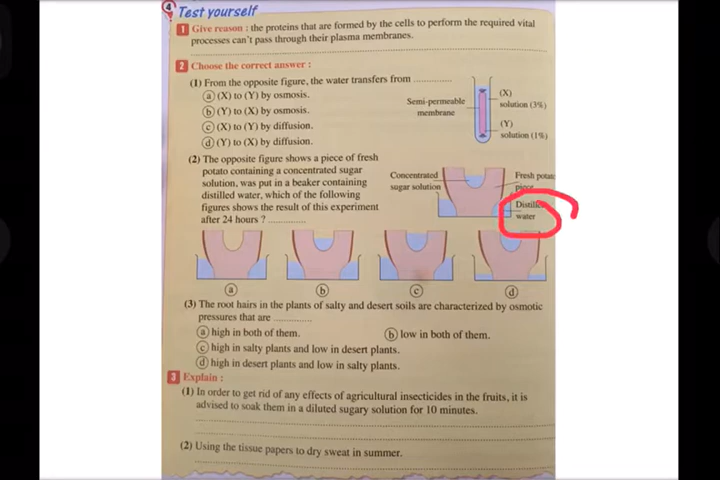 4 Test yourself
1 Give reason : the proteins that are formed by the cells to perform the required vital
processes can't pass through their plasma membranes.
2 Choose the correct answer :
(1) From the opposite figure, the water transfers from ............
a (X) to (Y) by osmosis.
b (Y) to (X) by osmosis.
c (X) to (Y) by diffusion.
d (Y) to (X) by diffusion.
Semi-permeable
membrane
(X)
solution (3%)
(Y)
solution (1%)
(2) The opposite figure shows a piece of fresh
potato containing a concentrated sugar
solution, was put in a beaker containing
distilled water, which of the following
figures shows the result of this experiment
after 24 hours ? ............
Concentrated
sugar solution
Fresh potato
piece
Distilled
water
a b c d
(3) The root hairs in the plants of salty and desert soils are characterized by osmotic
pressures that are ............
a high in both of them. b low in both of them.
c high in salty plants and low in desert plants.
d high in desert plants and low in salty plants.
3 Explain :
(1) In order to get rid of any effects of agricultural insecticides in the fruits, it is
advised to soak them in a diluted sugary solution for 10 minutes.
(2) Using the tissue papers to dry sweat in summer.